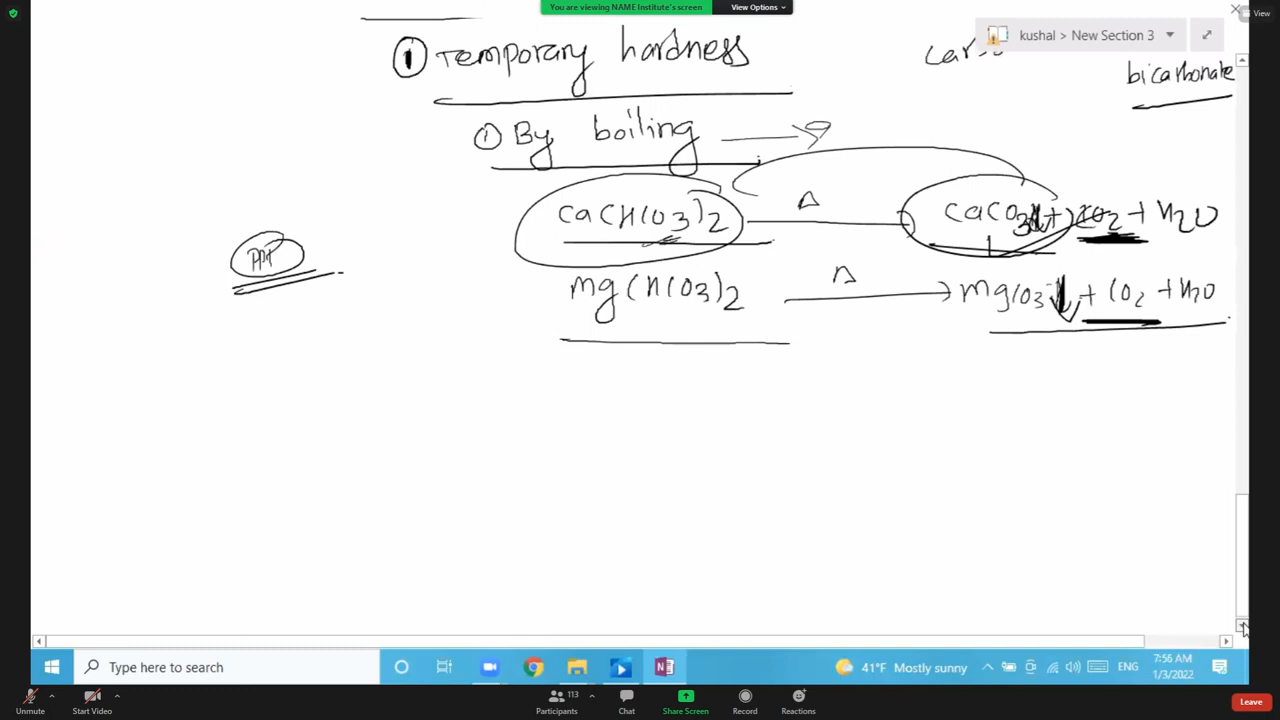 You are viewing NAME Institute's screen View Options
View
kushal > New Section 3
① Temporary hardness
bicarbonate
① By boiling →
Ca(HCO3)2 —Δ→ CaCO3↓ + CO2 + H2O
PPT
Mg(HCO3)2 —Δ→ MgCO3↓ + CO2 + H2O
Type here to search
41°F Mostly sunny
ENG
7:56 AM
1/3/2022
Unmute
Start Video
113
Participants
Chat
Share Screen
Record
Reactions
Leave